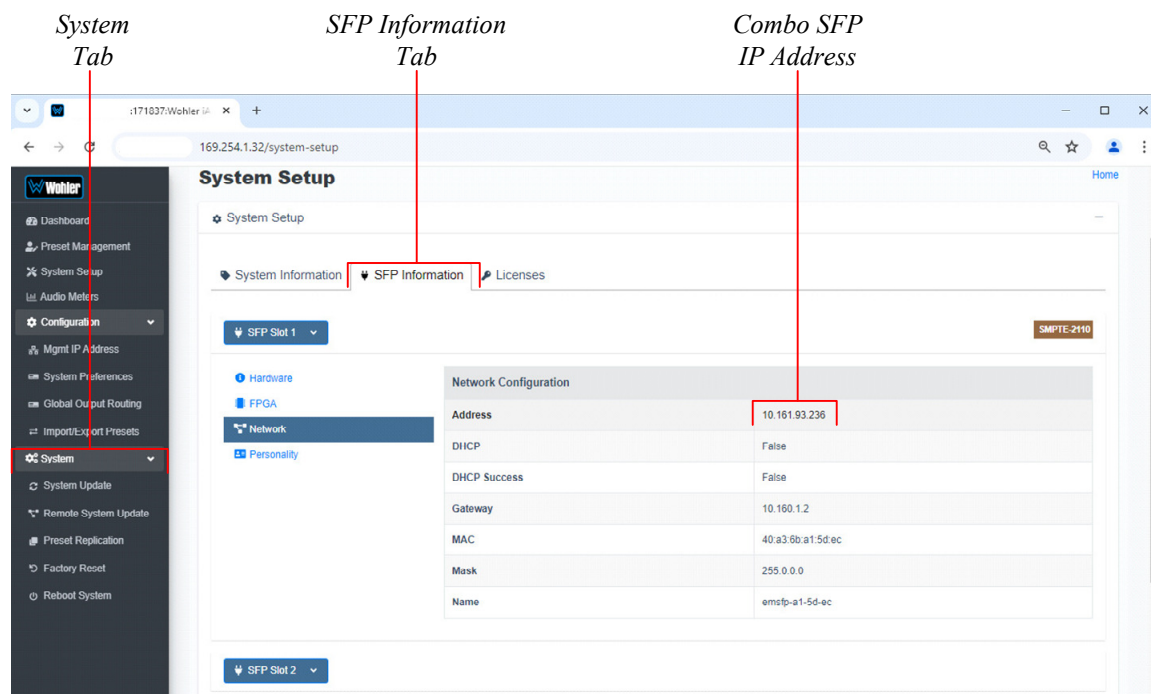 System
Tab
SFP Information
Tab
Combo SFP
IP Address
:171837:Wohler iA
169.254.1.32/system-setup
Wohler
System Setup
Home
Dashboard
Preset Management
System Setup
Audio Meters
Configuration
Mgmt IP Address
System Preferences
Global Output Routing
Import/Export Presets
System
System Update
Remote System Update
Preset Replication
Factory Reset
Reboot System
System Setup
System Information
SFP Information
Licenses
SFP Slot 1
SMPTE-2110
Hardware
FPGA
Network
Personality
Network Configuration
Address 10.161.93.236
DHCP False
DHCP Success False
Gateway 10.160.1.2
MAC 40:a3:6b:a1:5d:ec
Mask 255.0.0.0
Name emsfp-a1-5d-ec
SFP Slot 2